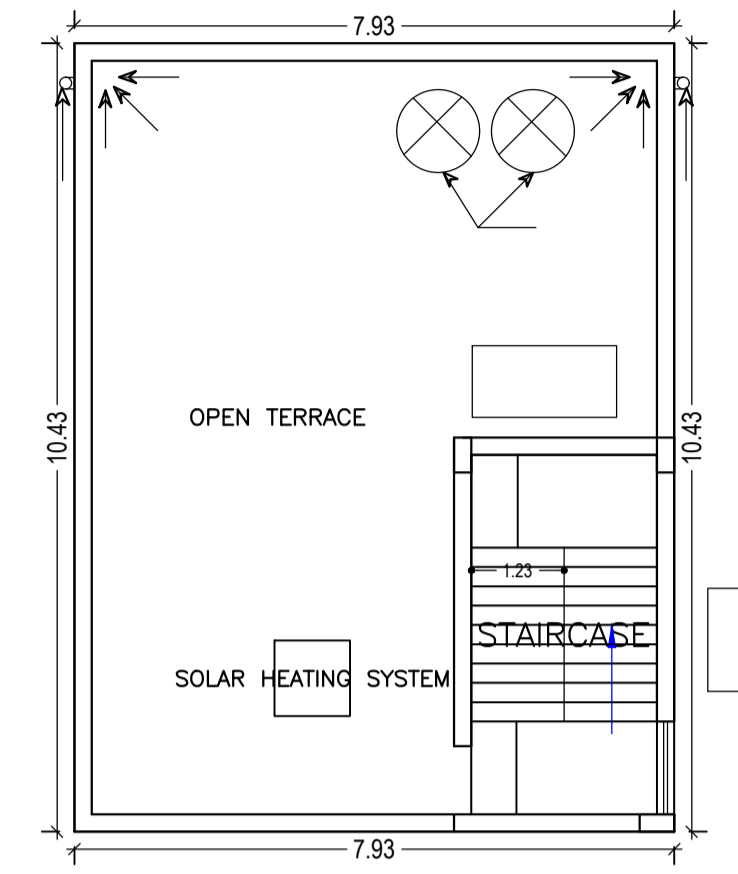 7.93
10.43
10.43
OPEN TERRACE
1.23
STAIRCASE
SOLAR HEATING SYSTEM
7.93